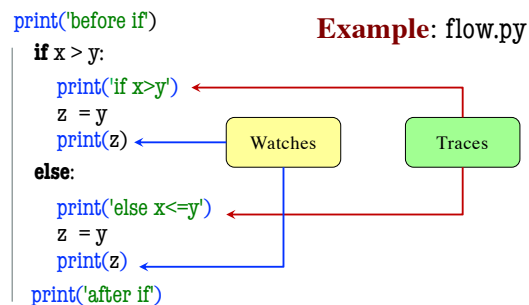 print('before if')
Example: flow.py
if x > y:
print('if x>y')
z = y
print(z)
Watches
Traces
else:
print('else x<=y')
z = y
print(z)
print('after if')